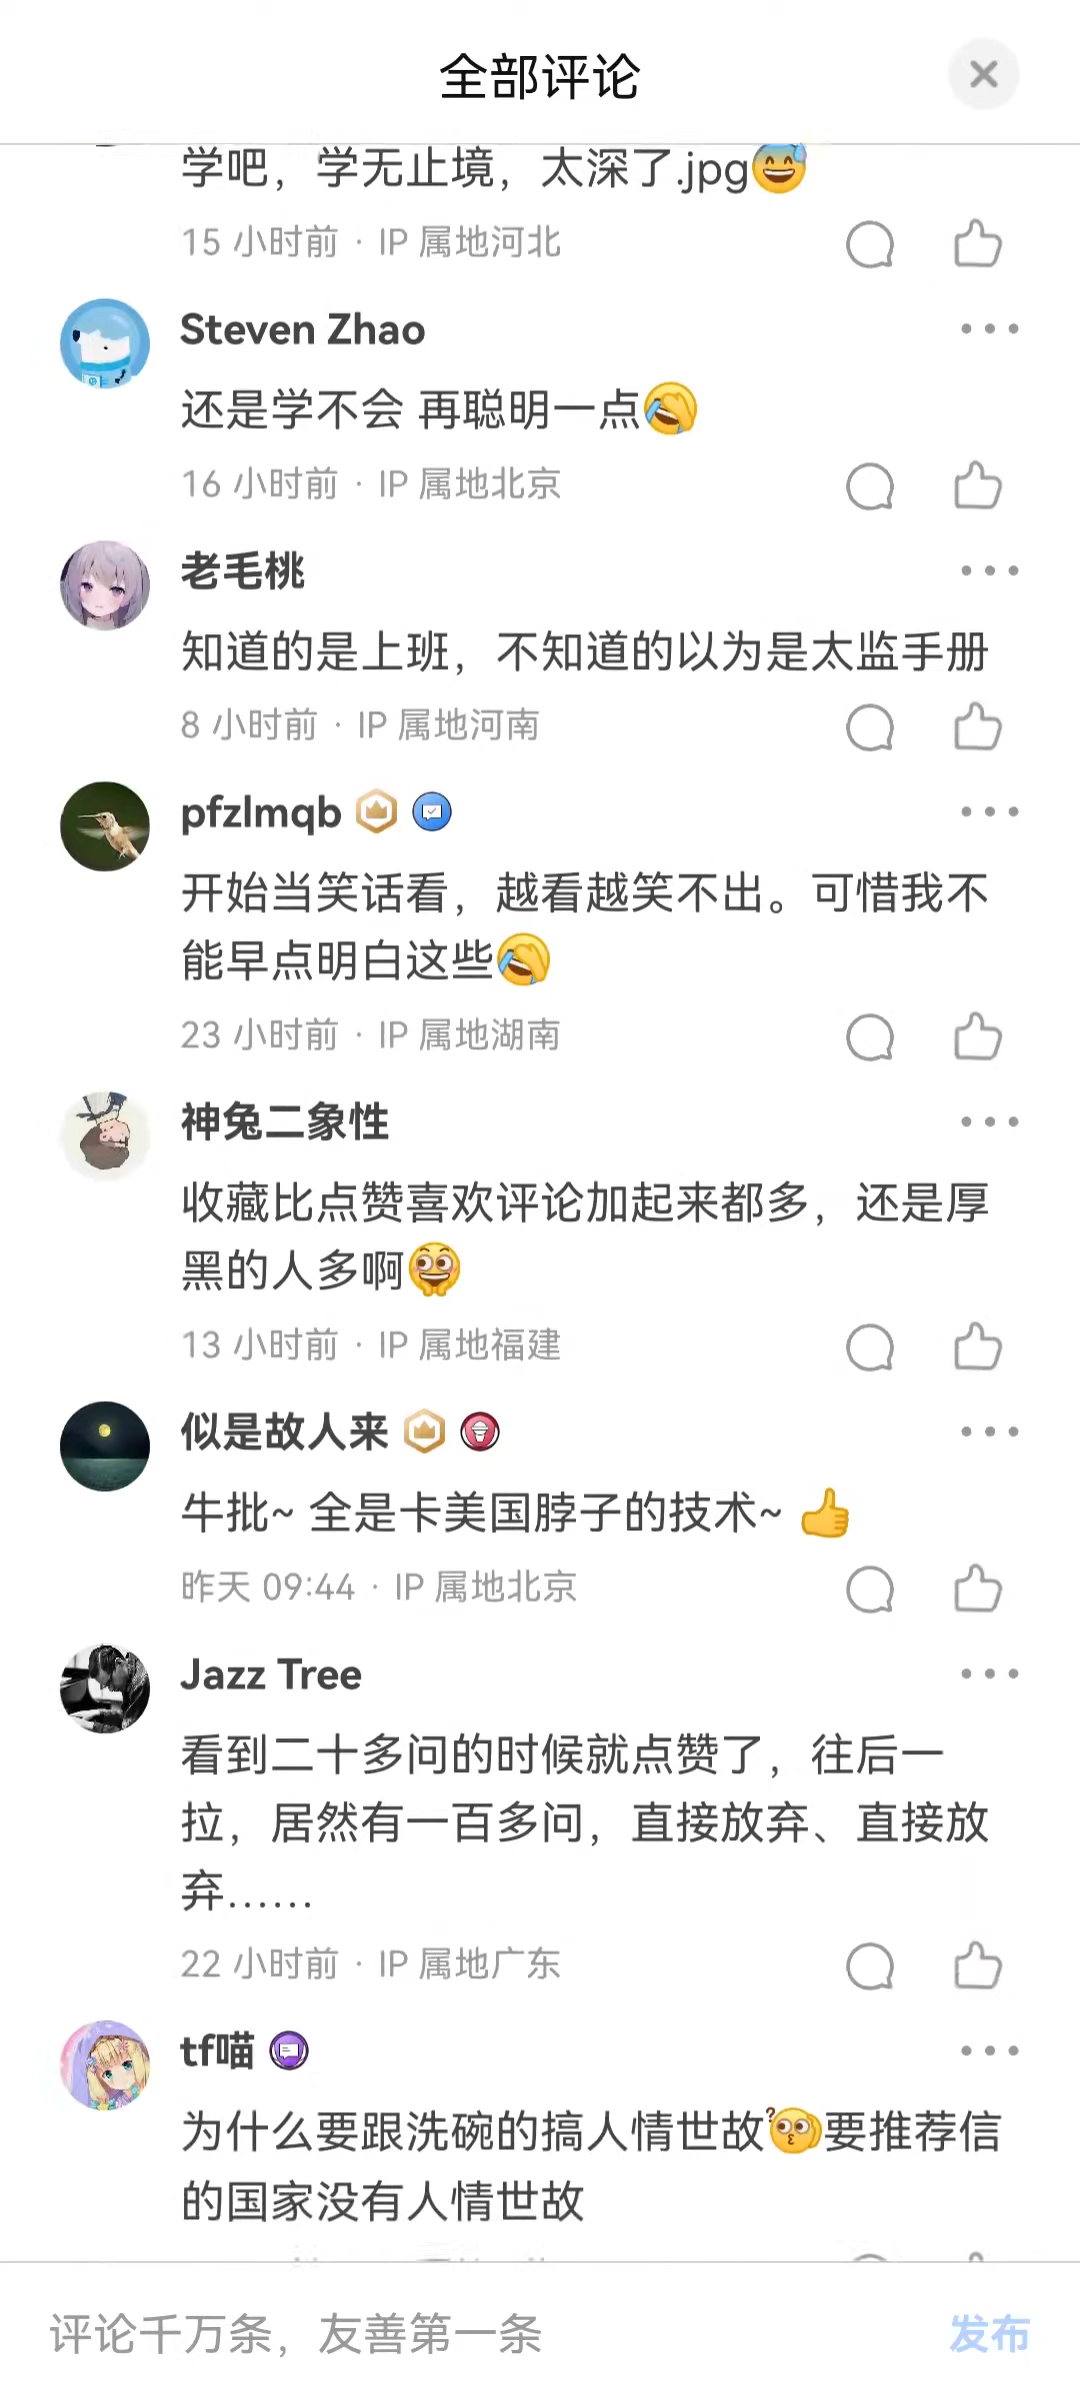 全部评论
学吧，学无止境，太深了.jpg😅
15 小时前 · IP 属地河北
Steven Zhao
还是学不会 再聪明一点🤣
16 小时前 · IP 属地北京
老毛桃
知道的是上班，不知道的以为是太监手册
8 小时前 · IP 属地河南
pfzlmqb
开始当笑话看，越看越笑不出。可惜我不
能早点明白这些🤣
23 小时前 · IP 属地湖南
神兔二象性
收藏比点赞喜欢评论加起来都多，还是厚
黑的人多啊
13 小时前 · IP 属地福建
似是故人来
牛批~ 全是卡美国脖子的技术~ 👍
昨天 09:44 · IP 属地北京
Jazz Tree
看到二十多问的时候就点赞了，往后一
拉，居然有一百多问，直接放弃、直接放
弃……
22 小时前 · IP 属地广东
tf喵
为什么要跟洗碗的搞人情世故要推荐信
的国家没有人情世故
评论千万条，友善第一条
发布